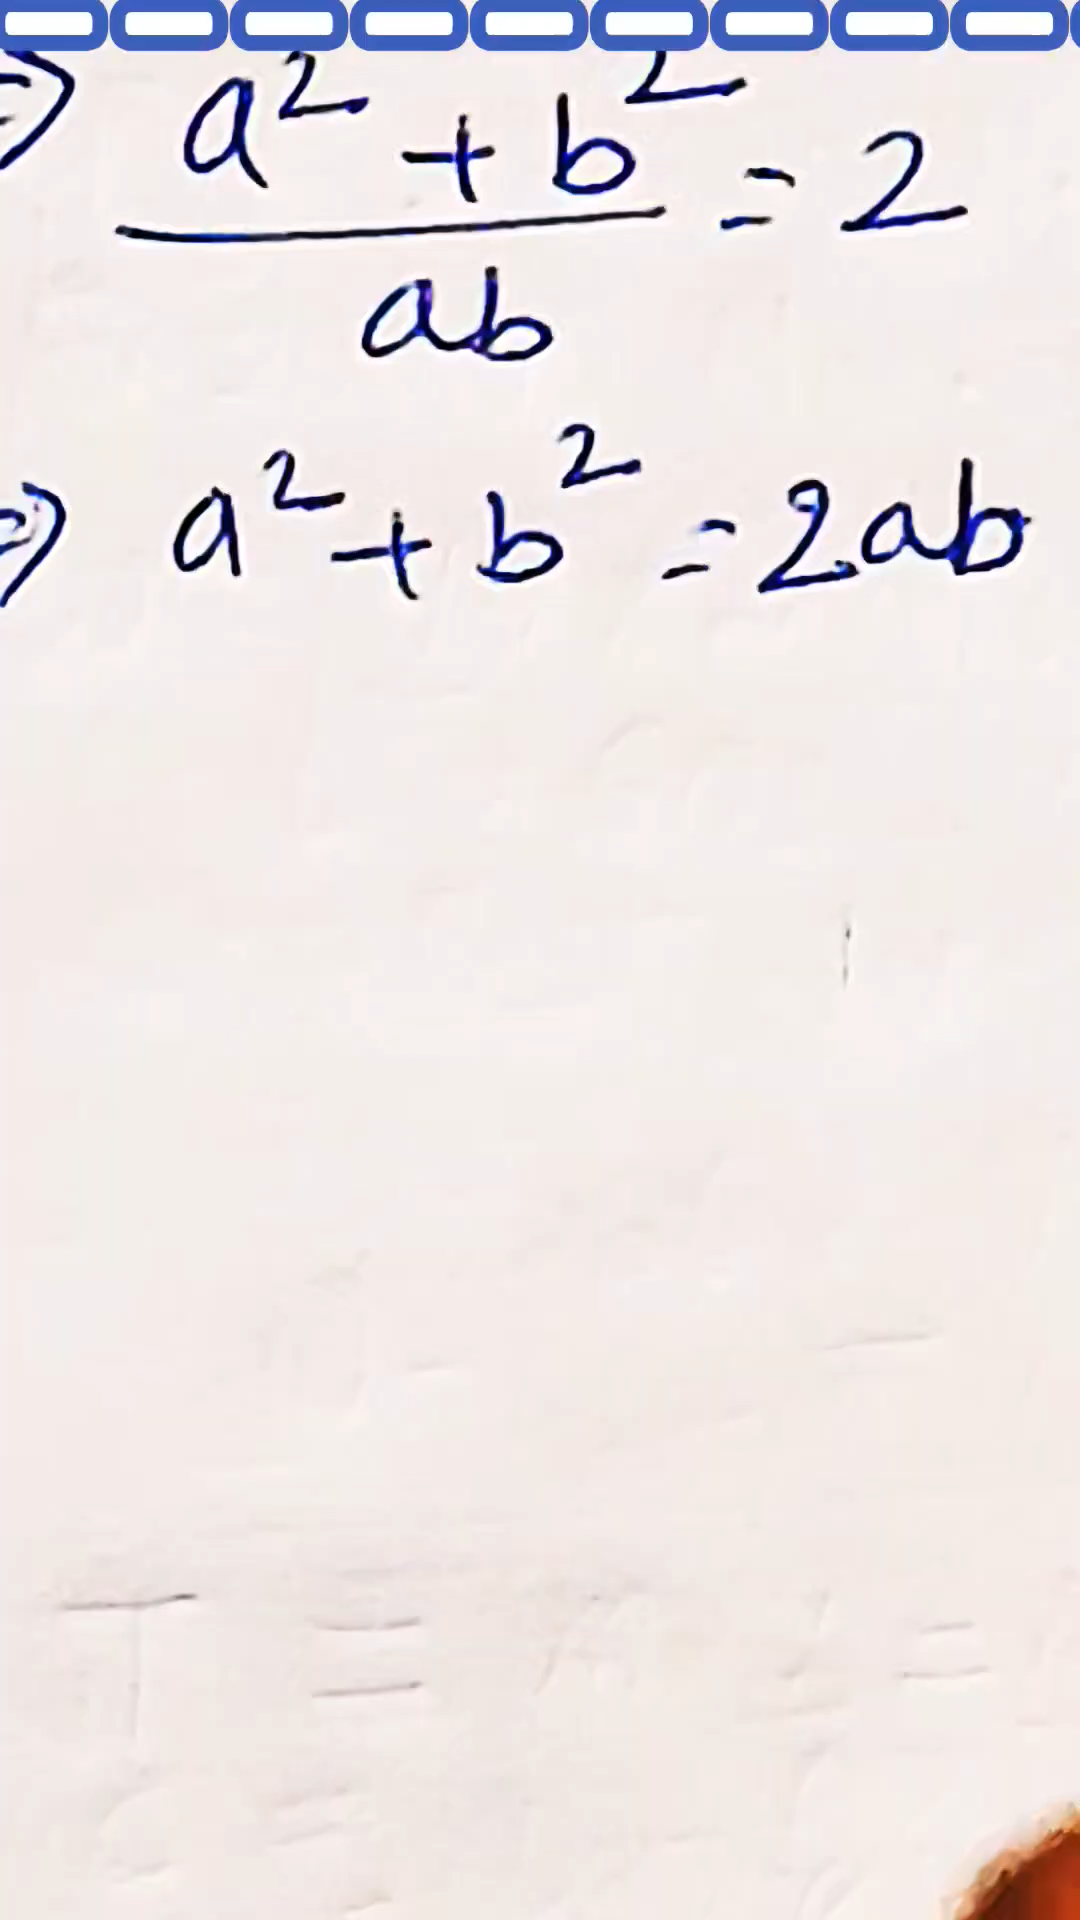 ⇒ a² + b² / ab = 2
⇒ a² + b² = 2ab